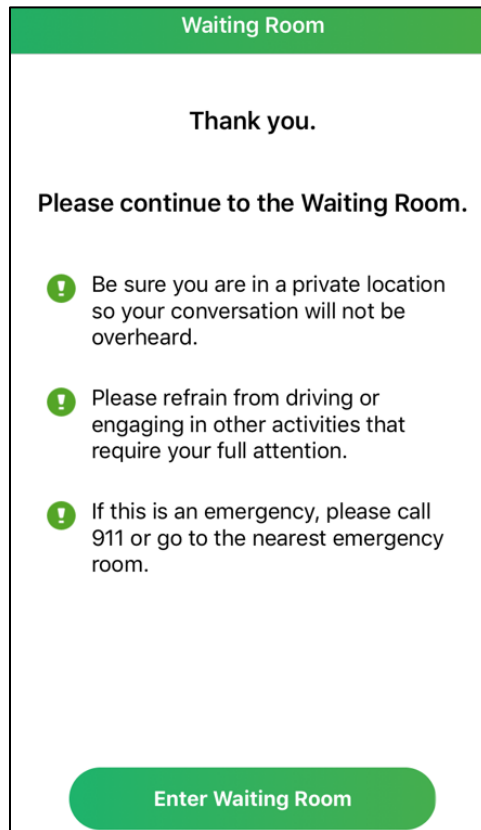 Waiting Room
Thank you.
Please continue to the Waiting Room.
Be sure you are in a private location
so your conversation will not be
overheard.
Please refrain from driving or
engaging in other activities that
require your full attention.
If this is an emergency, please call
911 or go to the nearest emergency
room.
Enter Waiting Room